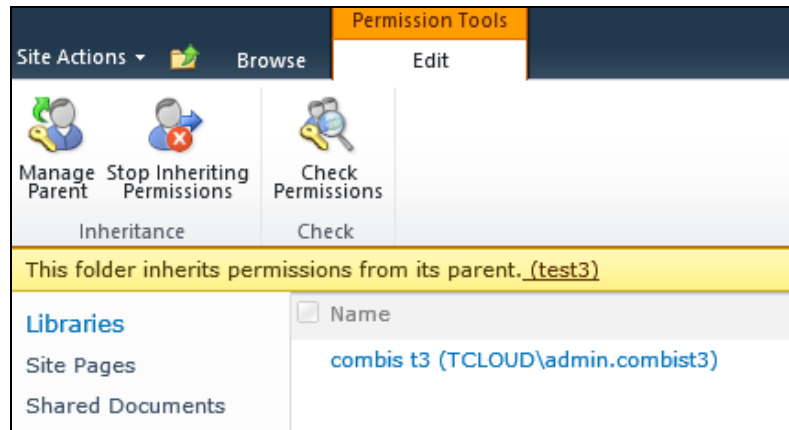 Permission Tools
Site Actions Browse Edit
Manage Parent
Stop Inheriting Permissions
Check Permissions
Inheritance Check
This folder inherits permissions from its parent. (test3)
Libraries
Site Pages
Shared Documents
Name
combis t3 (TCLOUD\admin.combist3)